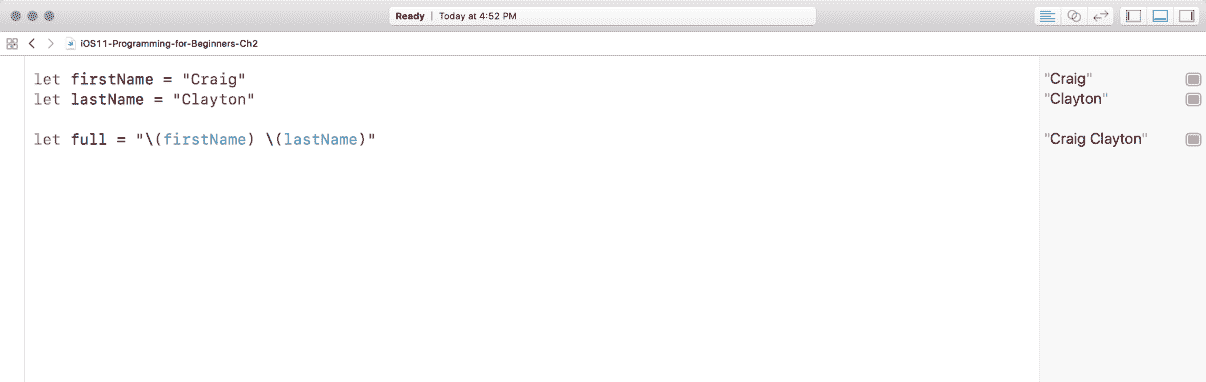 Ready | Today at 4:52 PM
iOS11-Programming-for-Beginners-Ch2
let firstName = "Craig"
let lastName = "Clayton"
let full = "\(firstName) \(lastName)"
"Craig"
"Clayton"
"Craig Clayton"